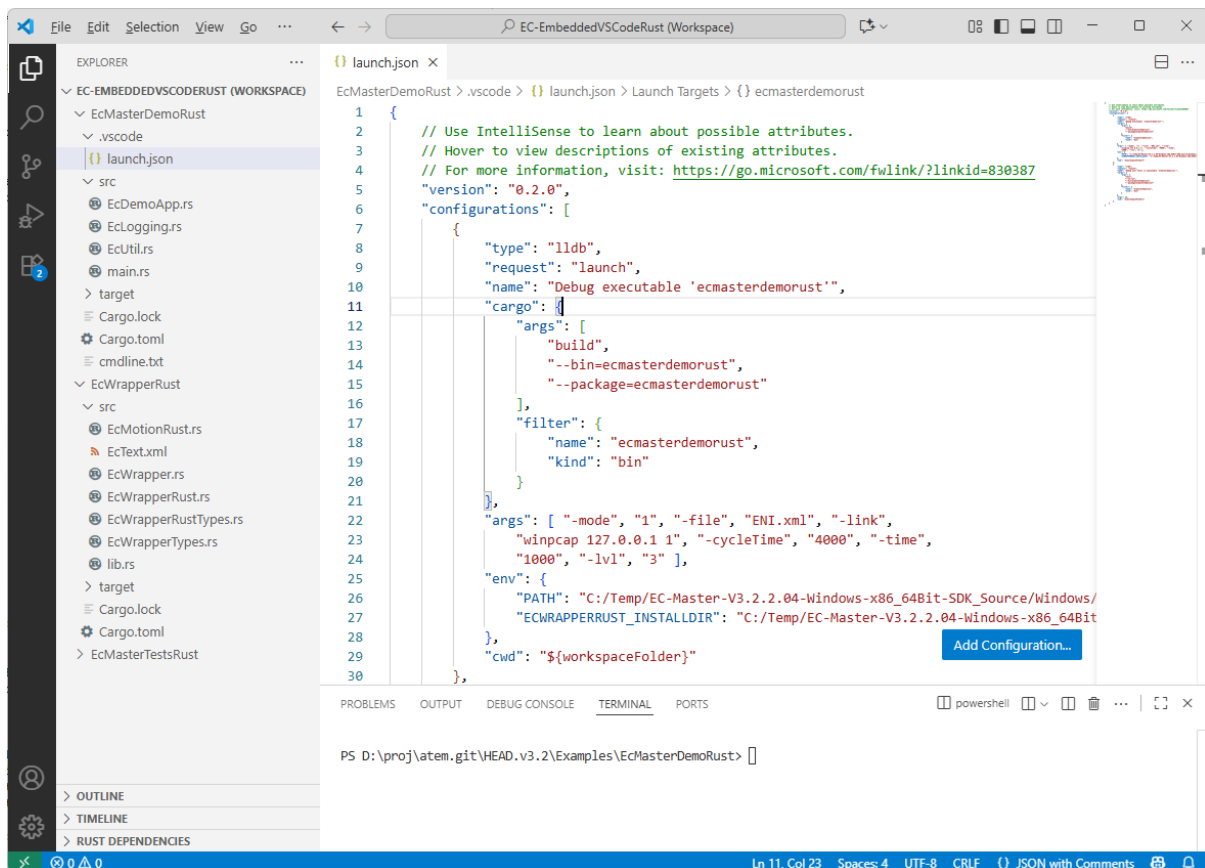 File Edit Selection View Go ··· EC-EmbeddedVSCodeRust (Workspace)
EXPLORER ···
EC-EMBEDDEDVSCODERUST (WORKSPACE)
EcMasterDemoRust
.vscode
{} launch.json
src
EcDemoApp.rs
EcLogging.rs
EcUtil.rs
main.rs
target
Cargo.lock
Cargo.toml
cmdline.txt
EcWrapperRust
src
EcMotionRust.rs
EcText.xml
EcWrapper.rs
EcWrapperRust.rs
EcWrapperRustTypes.rs
EcWrapperTypes.rs
lib.rs
target
Cargo.lock
Cargo.toml
EcMasterTestsRust
OUTLINE
TIMELINE
RUST DEPENDENCIES
2
{} launch.json
EcMasterDemoRust > .vscode > {} launch.json > Launch Targets > {} ecmasterdemorust
1 {
2 // Use IntelliSense to learn about possible attributes.
3 // Hover to view descriptions of existing attributes.
4 // For more information, visit: https://go.microsoft.com/fwlink/?linkid=830387
5 "version": "0.2.0",
6 "configurations": [
7 {
8 "type": "lldb",
9 "request": "launch",
10 "name": "Debug executable 'ecmasterdemorust'",
11 "cargo": {
12 "args": [
13 "build",
14 "--bin=ecmasterdemorust",
15 "--package=ecmasterdemorust"
16 ],
17 "filter": {
18 "name": "ecmasterdemorust",
19 "kind": "bin"
20 }
21 },
22 "args": [ "-mode", "1", "-file", "ENI.xml", "-link",
23 "winpcap 127.0.0.1 1", "-cycleTime", "4000", "-time",
24 "1000", "-lvl", "3" ],
25 "env": {
26 "PATH": "C:/Temp/EC-Master-V3.2.2.04-Windows-x86_64Bit-SDK_Source/Windows/
27 "ECWRAPPERRUST_INSTALLDIR": "C:/Temp/EC-Master-V3.2.2.04-Windows-x86_64Bit
28 },
29 "cwd": "${workspaceFolder}"
30 },
Add Configuration...
PROBLEMS OUTPUT DEBUG CONSOLE TERMINAL PORTS powershell ···
PS D:\proj\atem.git\HEAD.v3.2\Examples\EcMasterDemoRust>
0 0 Ln 11, Col 23 Spaces: 4 UTF-8 CRLF {} JSON with Comments